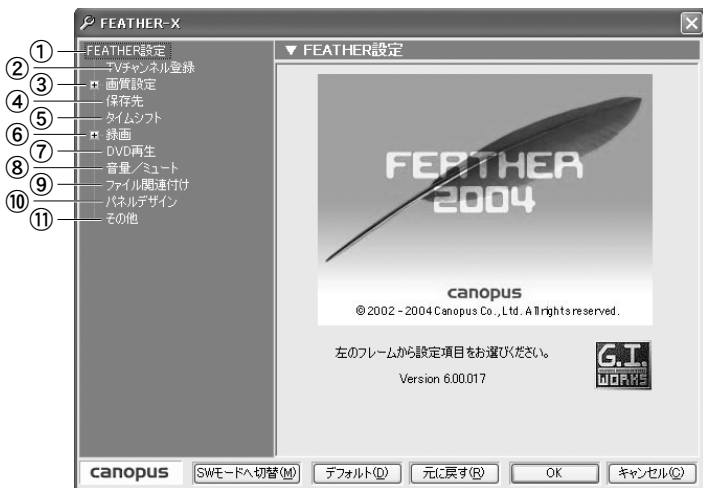 FEATHER-X
① FEATHER設定
② TVチャンネル登録
③ 画質設定
④ 保存先
⑤ タイムシフト
⑥ 録画
⑦ DVD再生
⑧ 音量／ミュート
⑨ ファイル関連付け
⑩ パネルデザイン
⑪ その他
▼ FEATHER設定
FEATHER
2004
canopus
© 2002 - 2004 Canopus Co., Ltd. All rights reserved.
左のフレームから設定項目をお選びください。
Version 6.00.017
G.I.
WORKS
canopus
SWモードへ切替(M)
デフォルト(D)
元に戻す(R)
OK
キャンセル(C)